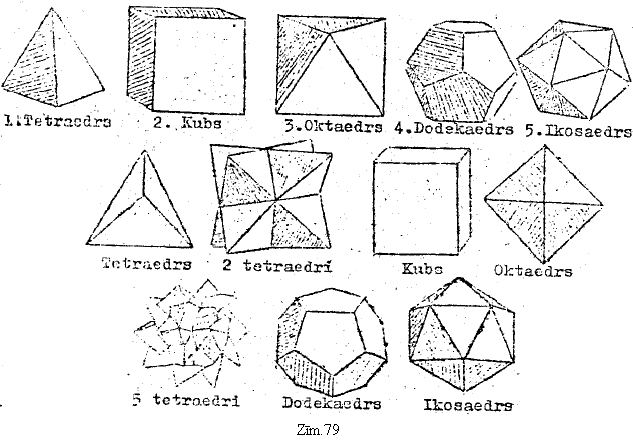 1.Tetraedrs 2. Kubs 3.Oktaedrs 4.Dodekaedrs 5.Ikosaedrs
Tetraedrs 2 tetraedri Kubs Oktaedrs
5 tetraedri Dodekaedrs Ikosaedrs
Zīm.79